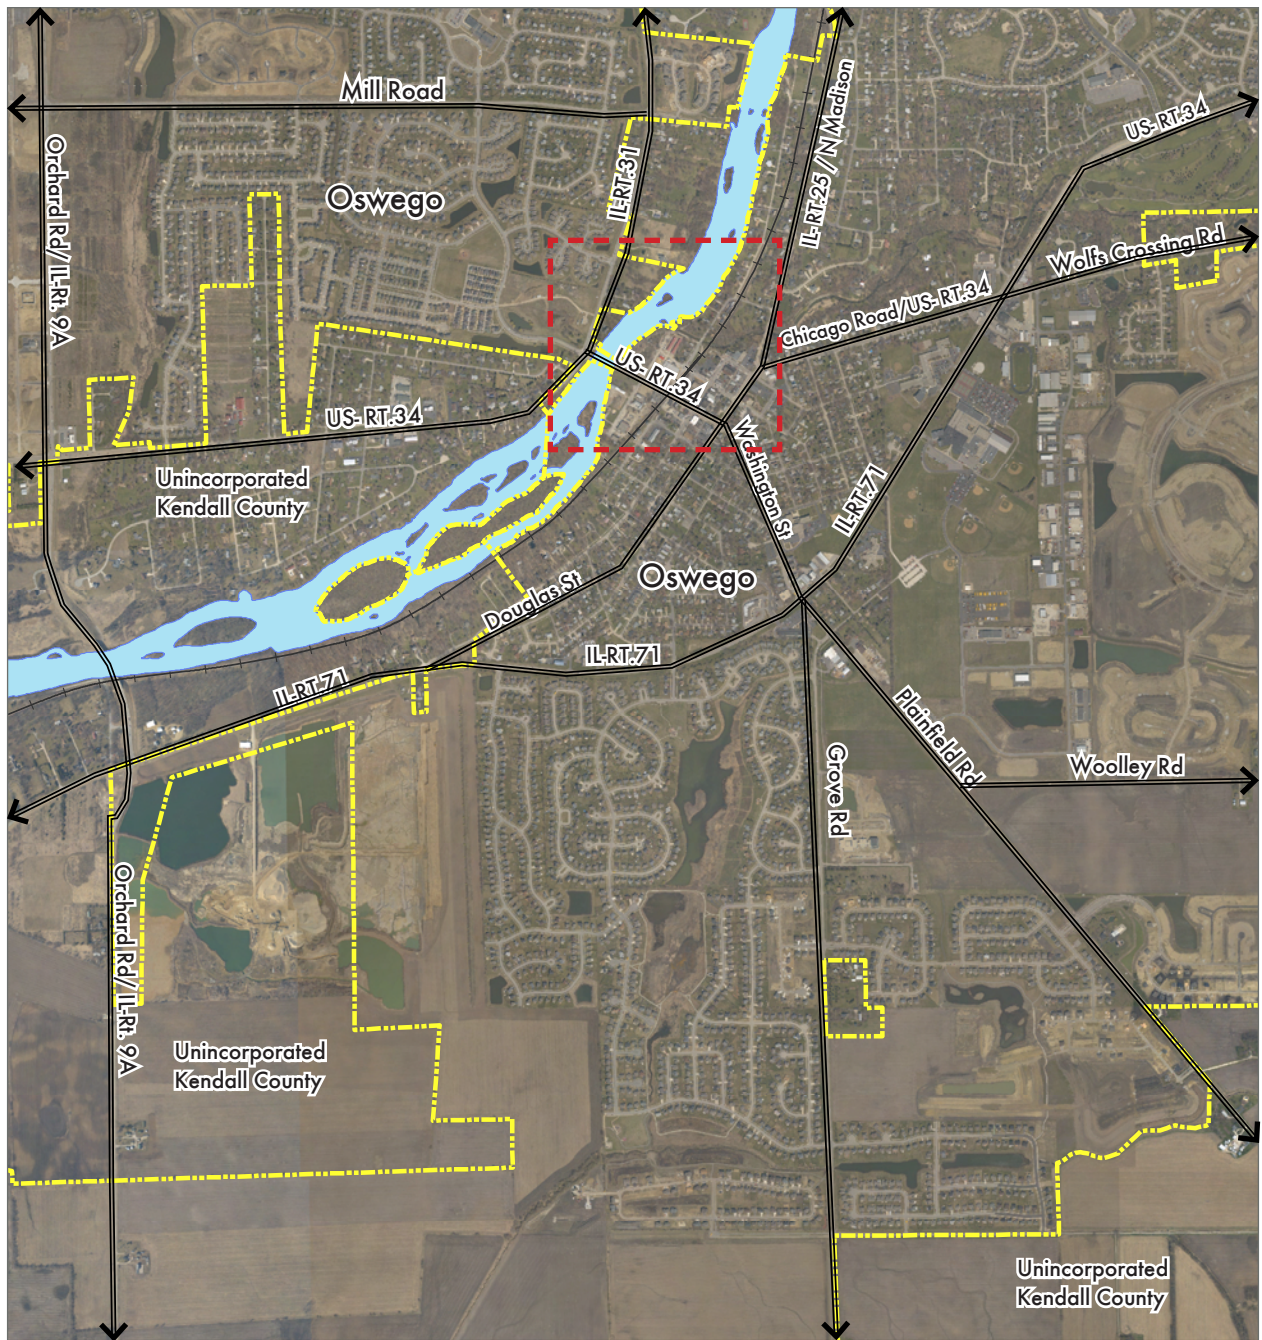 Mill Road
US- RT.34
IL-RT.25 / N Madison
Orchard Rd/ IL-Rt. 9A
IL-RT.31
Oswego
Wolfs Crossing Rd
Chicago Road/US- RT.34
US- RT.34
US- RT.34
Washington St
Unincorporated
Kendall County
IL-RT.71
Oswego
Douglas St
IL-RT.71
IL-RT.71
Plainfield Rd
Grove Rd
Woolley Rd
Orchard Rd/ IL-Rt. 9A
Unincorporated
Kendall County
Unincorporated
Kendall County